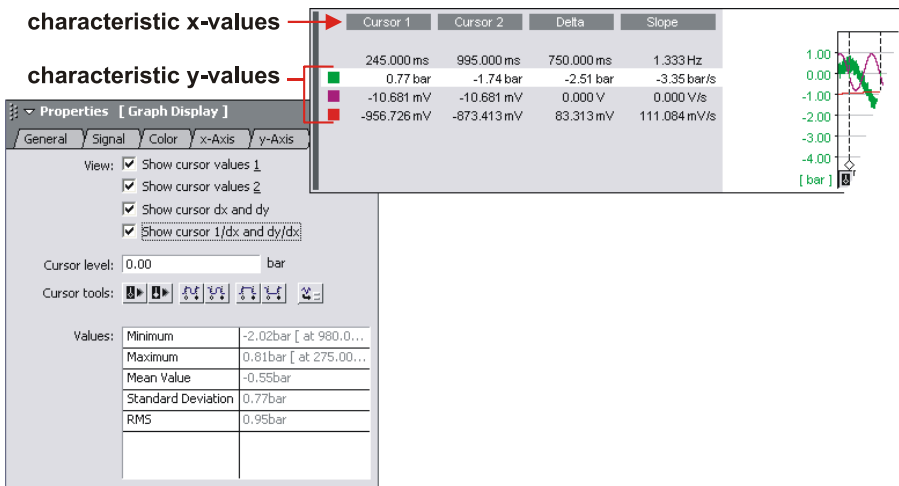 characteristic x-values
Cursor 1 Cursor 2 Delta Slope
245.000 ms 995.000 ms 750.000 ms 1.333 Hz
characteristic y-values
0.77 bar -1.74 bar -2.51 bar -3.35 bar/s
-10.681 mV -10.681 mV 0.000 V 0.000 V/s
-956.726 mV -873.413 mV 83.313 mV 111.084 mV/s
1.00
0.00
-1.00
-2.00
-3.00
-4.00
[ bar ]
Properties [ Graph Display ]
General Signal Color x-Axis y-Axis
View: Show cursor values 1
Show cursor values 2
Show cursor dx and dy
Show cursor 1/dx and dy/dx
Cursor level: 0.00 bar
Cursor tools:
Values: Minimum -2.02bar [ at 980.0...
Maximum 0.81bar [ at 275.00...
Mean Value -0.55bar
Standard Deviation 0.77bar
RMS 0.95bar